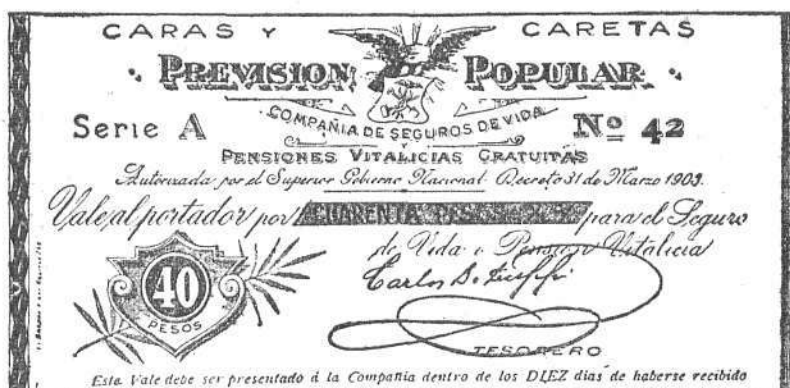 CARAS Y CARETAS
PREVISION POPULAR
COMPAÑIA DE SEGUROS DE VIDA
Y
PENSIONES VITALICIAS GRATUITAS
Serie A Nº 42
Autorizada por el Superior Gobierno Nacional. Decreto 31 de Marzo 1903.
Vale al portador por CUARENTA PESOS para el Seguro
de Vida o Pension Vitalicia
40
PESOS
TESORERO
Este Vale debe ser presentado á la Compañia dentro de los DIEZ dias de haberse recibido